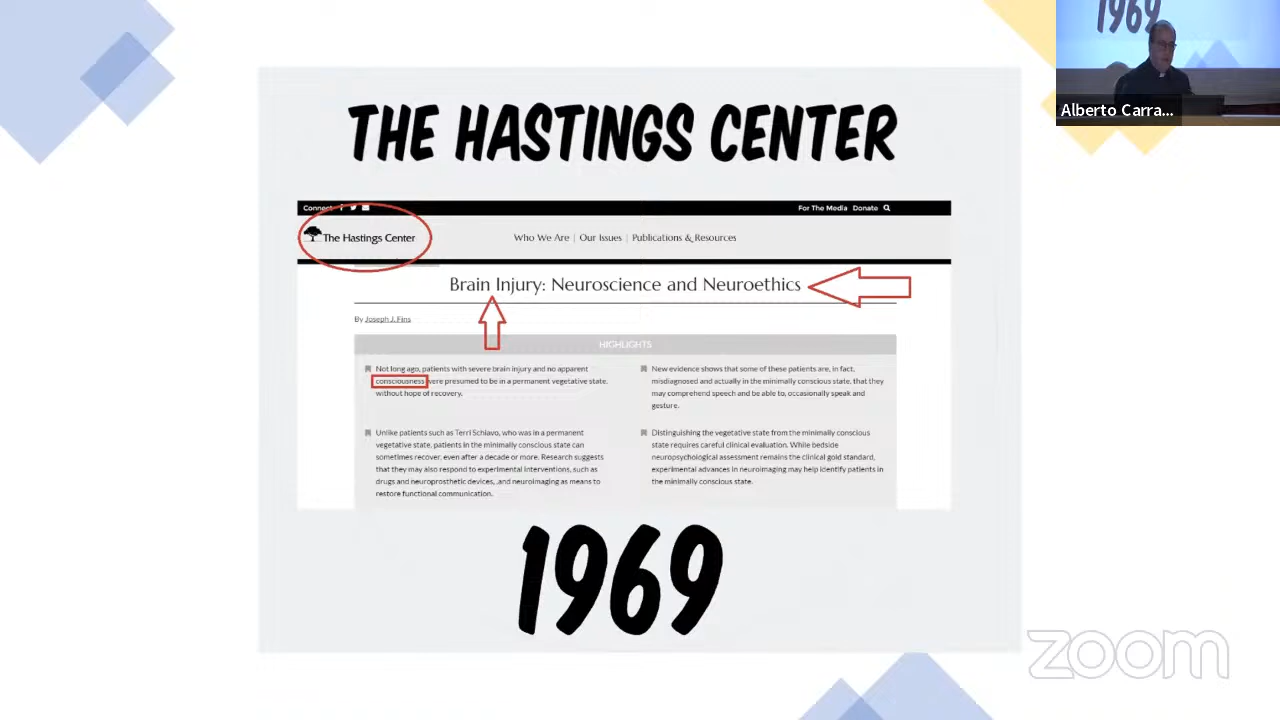 1969
Alberto Carra...
THE HASTINGS CENTER
Connect
For The Media Donate
The Hastings Center
Who We Are | Our Issues | Publications & Resources
Brain Injury: Neuroscience and Neuroethics
By Joseph J. Fins
HIGHLIGHTS
Not long ago, patients with severe brain injury and no apparent
consciousness were presumed to be in a permanent vegetative state,
without hope of recovery.
New evidence shows that some of these patients are, in fact,
misdiagnosed and actually in the minimally conscious state, that they
may comprehend speech and be able to, occasionally speak and
gesture.
Unlike patients such as Terri Schiavo, who was in a permanent
vegetative state, patients in the minimally conscious state can
sometimes recover, even after a decade or more. Research suggests
that they may also respond to experimental interventions, such as
drugs and neuroprosthetic devices, ,and neuroimaging as means to
restore functional communication.
Distinguishing the vegetative state from the minimally conscious
state requires careful clinical evaluation. While bedside
neuropsychological assessment remains the clinical gold standard,
experimental advances in neuroimaging may help identify patients in
the minimally conscious state.
1969
zoom